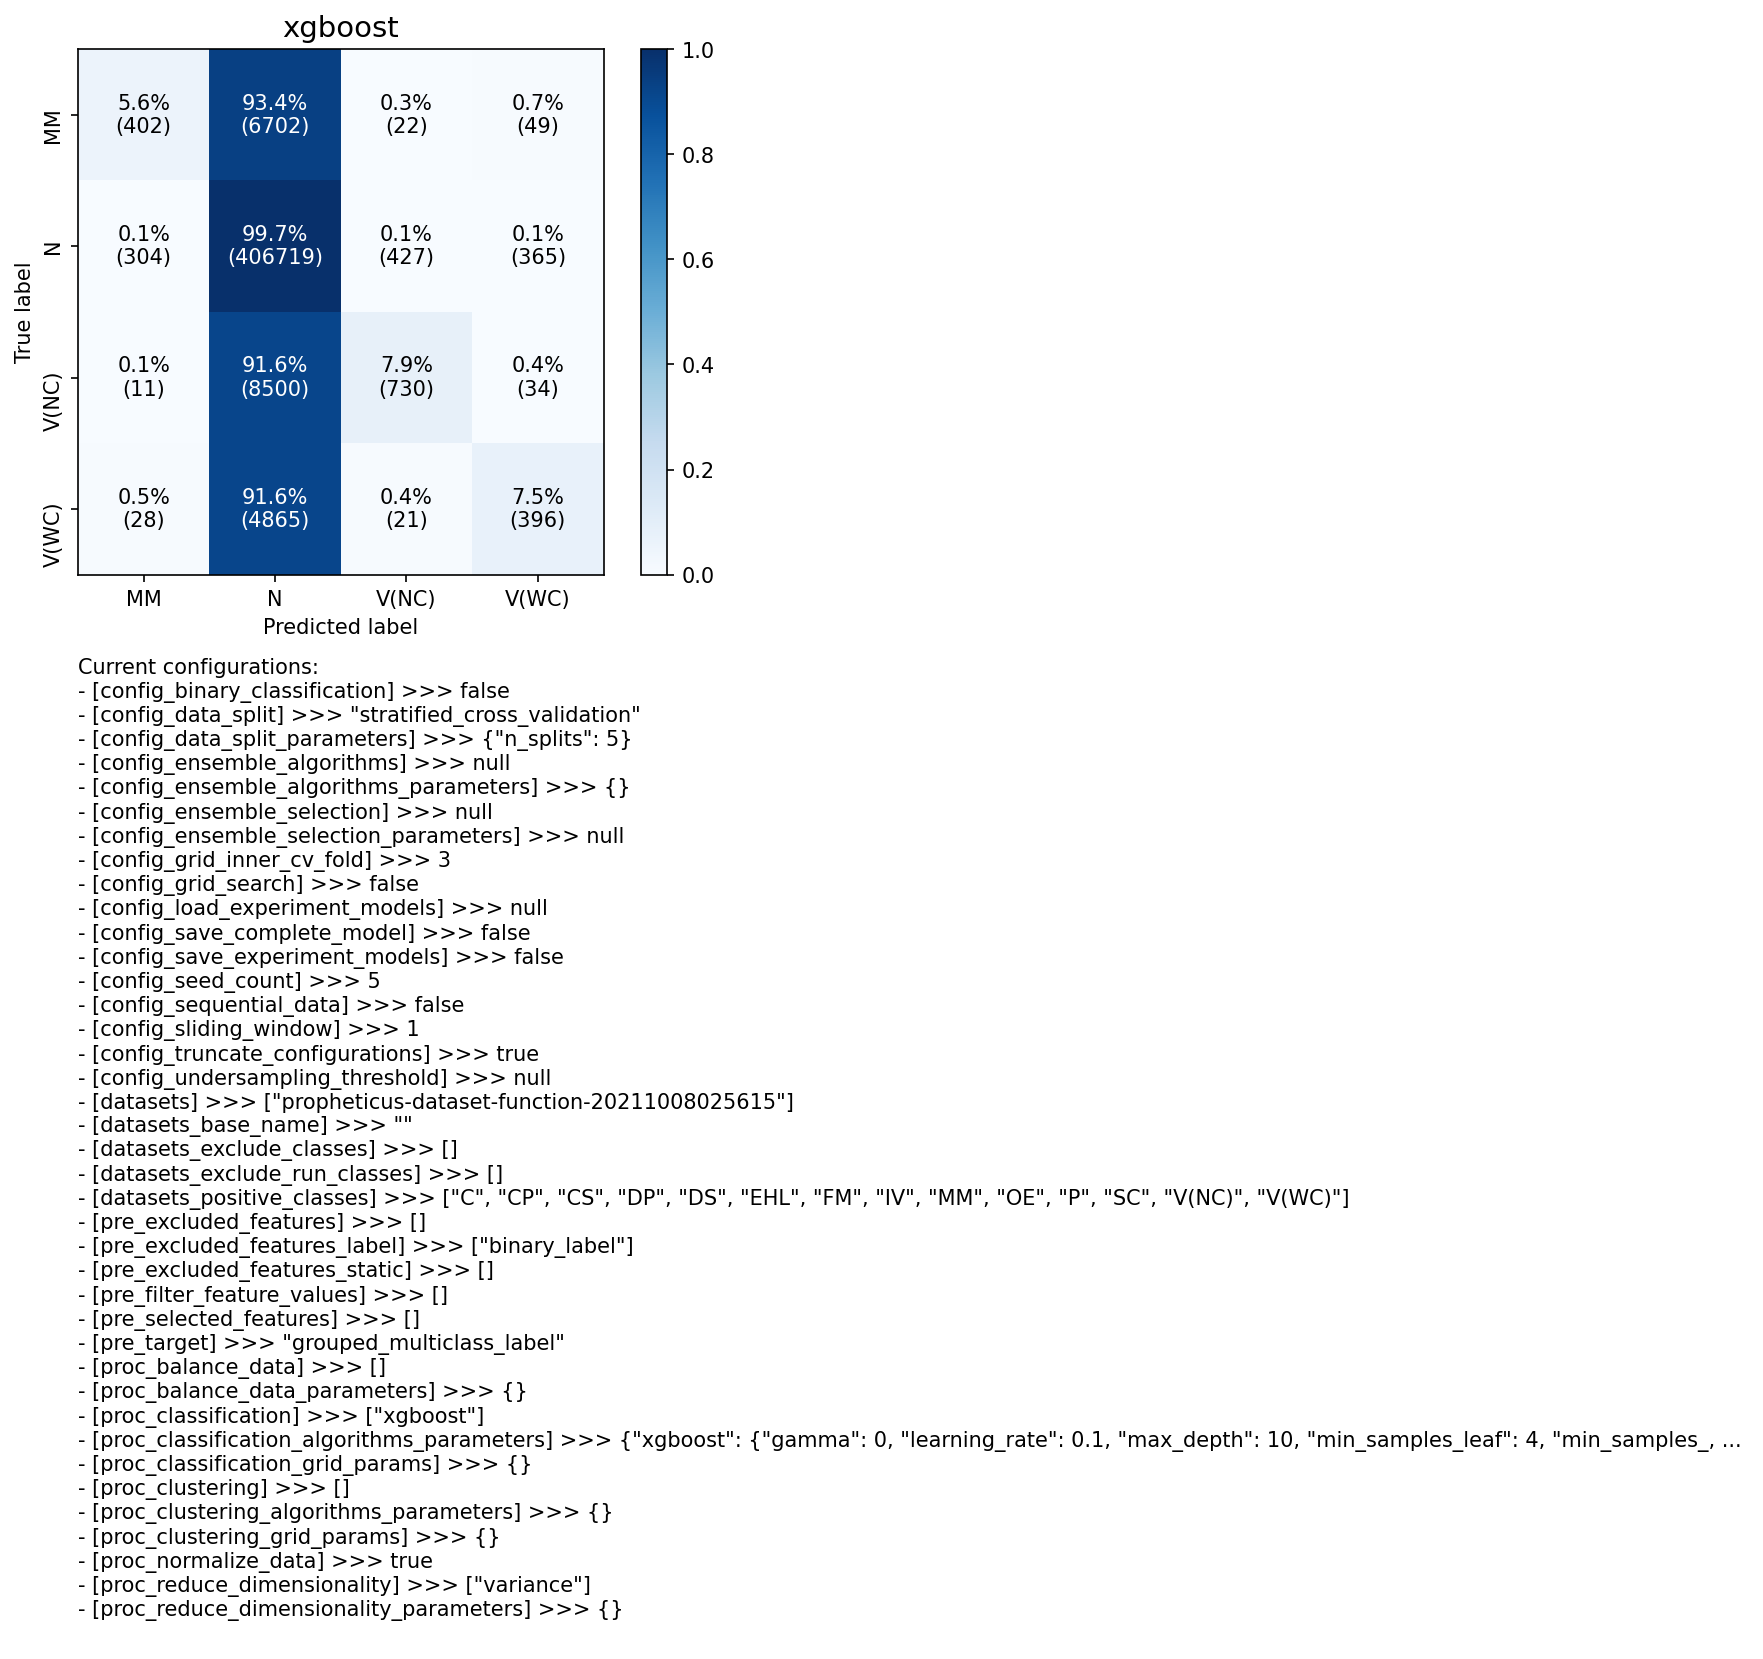 xgboost
1.0
5.6% 93.4% 0.3% 0.7%
(402) (6702) (22) (49)
MM
0.8
0.1% 99.7% 0.1% 0.1%
(304) (406719) (427) (365)
N
0.6
True label
0.1% 91.6% 7.9% 0.4%
(11) (8500) (730) (34)
V(NC)
0.4
0.2
0.5% 91.6% 0.4% 7.5%
(28) (4865) (21) (396)
V(WC)
0.0
MM N V(NC) V(WC)
Predicted label
Current configurations:
- [config_binary_classification] >>> false
- [config_data_split] >>> "stratified_cross_validation"
- [config_data_split_parameters] >>> {"n_splits": 5}
- [config_ensemble_algorithms] >>> null
- [config_ensemble_algorithms_parameters] >>> {}
- [config_ensemble_selection] >>> null
- [config_ensemble_selection_parameters] >>> null
- [config_grid_inner_cv_fold] >>> 3
- [config_grid_search] >>> false
- [config_load_experiment_models] >>> null
- [config_save_complete_model] >>> false
- [config_save_experiment_models] >>> false
- [config_seed_count] >>> 5
- [config_sequential_data] >>> false
- [config_sliding_window] >>> 1
- [config_truncate_configurations] >>> true
- [config_undersampling_threshold] >>> null
- [datasets] >>> ["propheticus-dataset-function-20211008025615"]
- [datasets_base_name] >>> ""
- [datasets_exclude_classes] >>> []
- [datasets_exclude_run_classes] >>> []
- [datasets_positive_classes] >>> ["C", "CP", "CS", "DP", "DS", "EHL", "FM", "IV", "MM", "OE", "P", "SC", "V(NC)", "V(WC)"]
- [pre_excluded_features] >>> []
- [pre_excluded_features_label] >>> ["binary_label"]
- [pre_excluded_features_static] >>> []
- [pre_filter_feature_values] >>> []
- [pre_selected_features] >>> []
- [pre_target] >>> "grouped_multiclass_label"
- [proc_balance_data] >>> []
- [proc_balance_data_parameters] >>> {}
- [proc_classification] >>> ["xgboost"]
- [proc_classification_algorithms_parameters] >>> {"xgboost": {"gamma": 0, "learning_rate": 0.1, "max_depth": 10, "min_samples_leaf": 4, "min_samples_, ...
- [proc_classification_grid_params] >>> {}
- [proc_clustering] >>> []
- [proc_clustering_algorithms_parameters] >>> {}
- [proc_clustering_grid_params] >>> {}
- [proc_normalize_data] >>> true
- [proc_reduce_dimensionality] >>> ["variance"]
- [proc_reduce_dimensionality_parameters] >>> {}